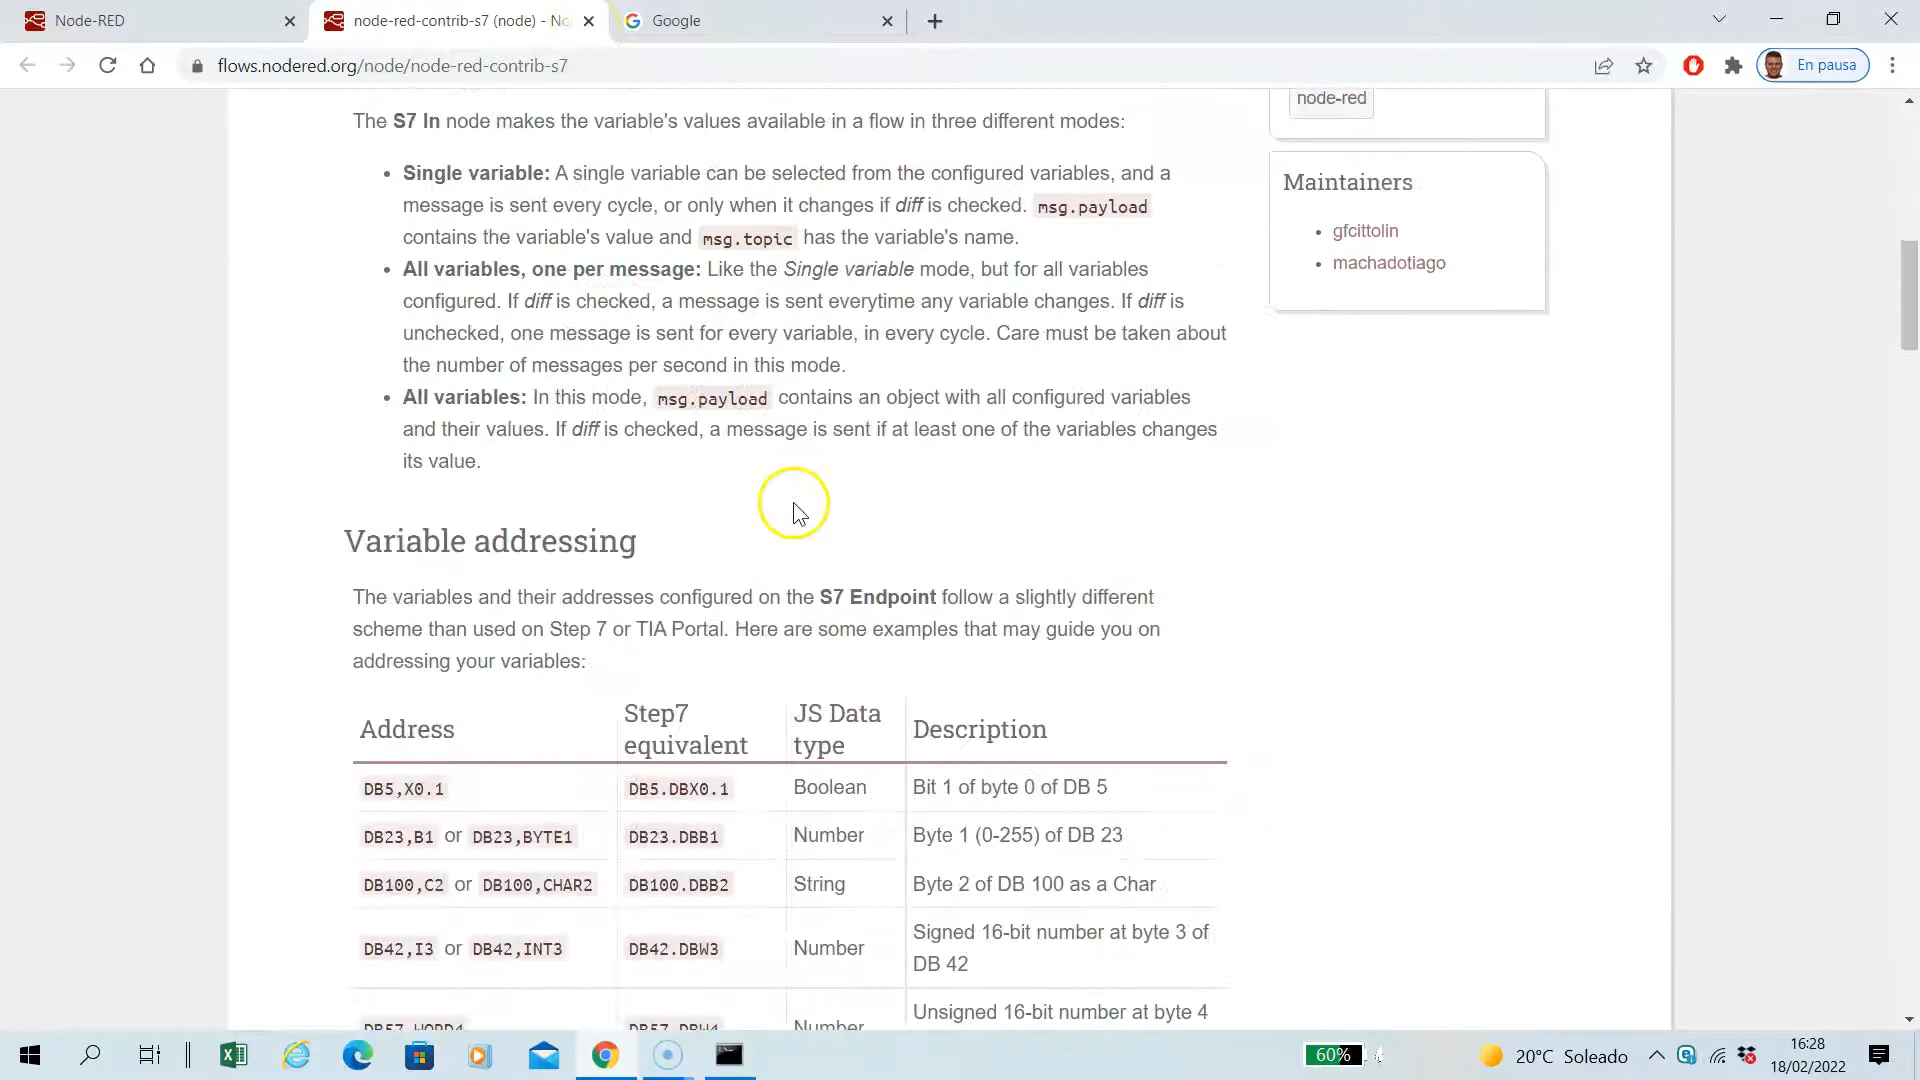 Node-RED
node-red-contrib-s7 (node) - No
Google
flows.nodered.org/node/node-red-contrib-s7
En pausa
node-red
The S7 In node makes the variable's values available in a flow in three different modes:
Single variable: A single variable can be selected from the configured variables, and a
message is sent every cycle, or only when it changes if diff is checked. msg.payload
contains the variable's value and msg.topic has the variable's name.
All variables, one per message: Like the Single variable mode, but for all variables
configured. If diff is checked, a message is sent everytime any variable changes. If diff is
unchecked, one message is sent for every variable, in every cycle. Care must be taken about
the number of messages per second in this mode.
All variables: In this mode, msg.payload contains an object with all configured variables
and their values. If diff is checked, a message is sent if at least one of the variables changes
its value.
Maintainers
gfcittolin
machadotiago
Variable addressing
The variables and their addresses configured on the S7 Endpoint follow a slightly different
scheme than used on Step 7 or TIA Portal. Here are some examples that may guide you on
addressing your variables:
Address Step7 equivalent JS Data type Description
DB5,X0.1 DB5.DBX0.1 Boolean Bit 1 of byte 0 of DB 5
DB23,B1 or DB23,BYTE1 DB23.DBB1 Number Byte 1 (0-255) of DB 23
DB100,C2 or DB100,CHAR2 DB100.DBB2 String Byte 2 of DB 100 as a Char
DB42,I3 or DB42,INT3 DB42.DBW3 Number Signed 16-bit number at byte 3 of
DB 42
DB57,WORD4 DB57.DBW4 Number Unsigned 16-bit number at byte 4
60%
20°C Soleado
16:28
18/02/2022